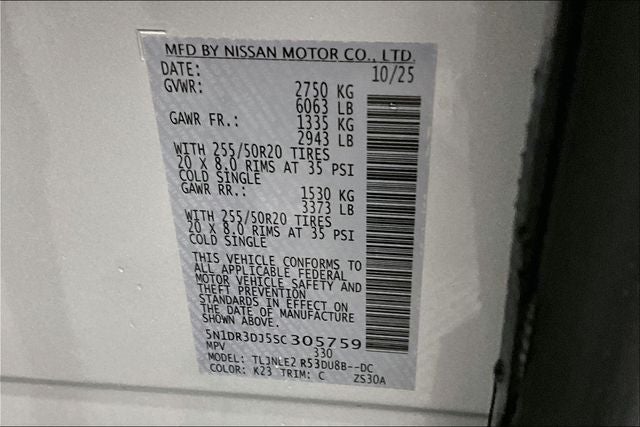 MFD BY NISSAN MOTOR CO., LTD.
DATE: 10/25
GVWR: 2750 KG
6063 LB
GAWR FR.: 1335 KG
2943 LB
WITH 255/50R20 TIRES
20 X 8.0 RIMS AT 35 PSI
COLD SINGLE
GAWR RR.: 1530 KG
3373 LB
WITH 255/50R20 TIRES
20 X 8.0 RIMS AT 35 PSI
COLD SINGLE
THIS VEHICLE CONFORMS TO
ALL APPLICABLE FEDERAL
MOTOR VEHICLE SAFETY AND
THEFT PREVENTION
STANDARDS IN EFFECT ON
THE DATE OF MANUFACTURE
SHOWN ABOVE.
5N1DR3DJ5SC305759
MPV 330
MODEL: TLJNLE2 R53DU8B--DC
COLOR: K23 TRIM: C ZS30A